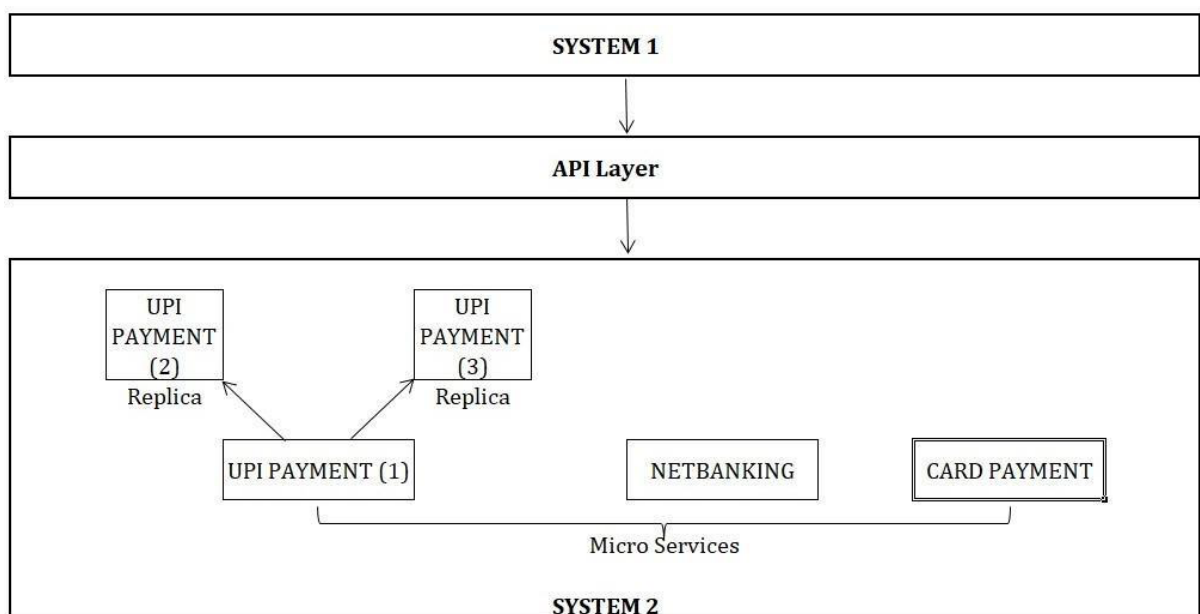 SYSTEM 1
API Layer
UPI
PAYMENT
(2)
Replica
UPI
PAYMENT
(3)
Replica
UPI PAYMENT (1)
NETBANKING
CARD PAYMENT
Micro Services
SYSTEM 2